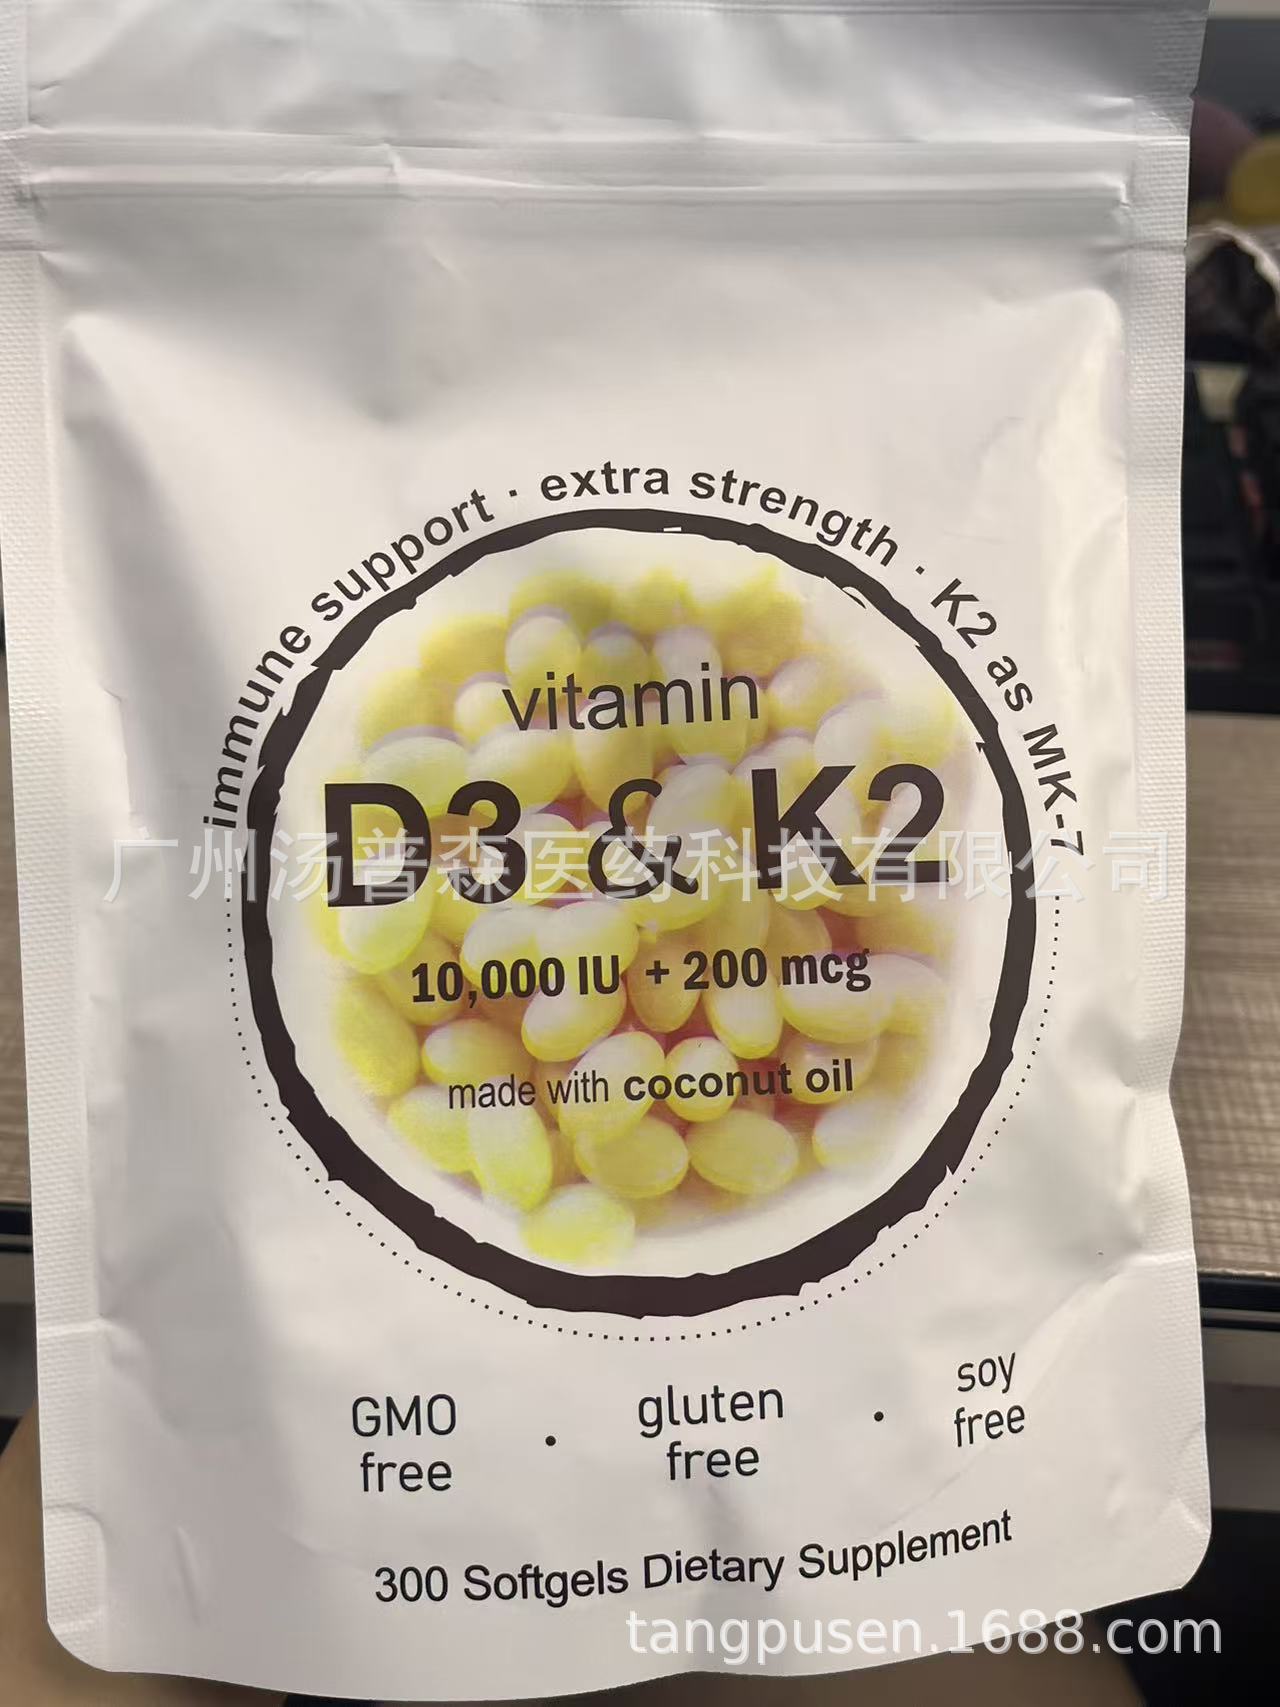 immune support · extra strength · K2 as MK-7
vitamin
D3 & K2
广州汤普森医药科技有限公司
10,000 IU + 200 mcg
made with coconut oil
GMO free · gluten free · soy free
300 Softgels Dietary Supplement
tangpusen.1688.com